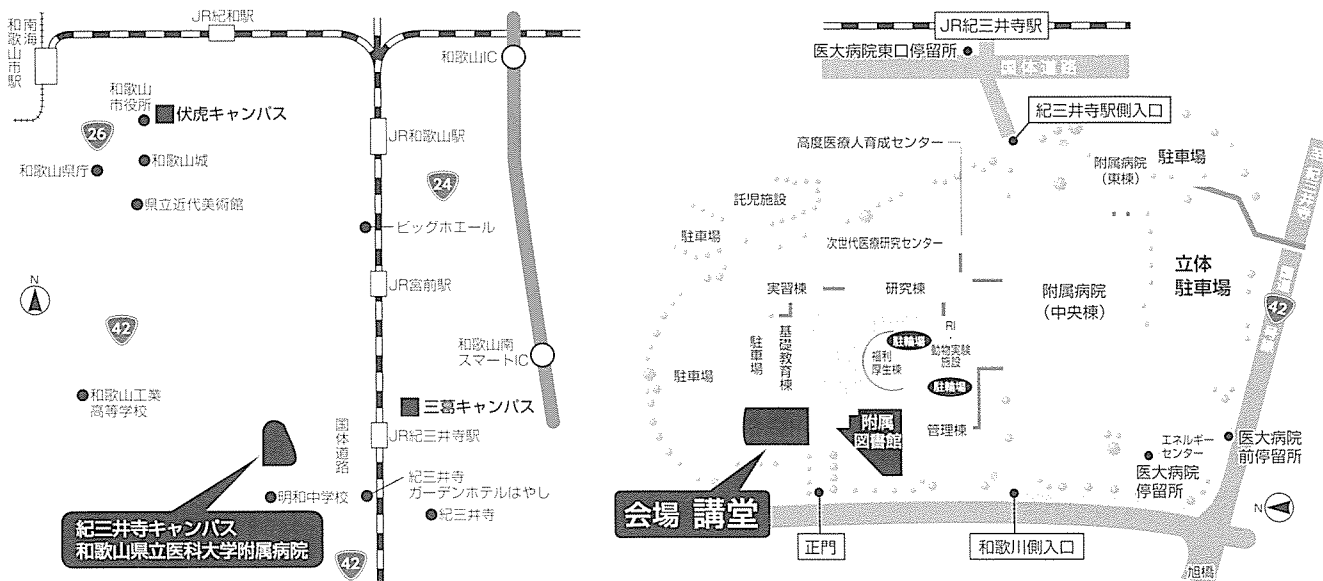 JR紀和駅
南海
和歌山市駅
和歌山IC
和歌山
市役所
伏虎キャンパス
26
JR和歌山駅
和歌山県庁
和歌山城
24
県立近代美術館
ビッグホエール
N
JR宮前駅
42
和歌山南
スマートIC
和歌山工業
高等学校
三葛キャンパス
国体道路
JR紀三井寺駅
紀三井寺
ガーデンホテルはやし
明和中学校
紀三井寺
紀三井寺キャンパス
和歌山県立医科大学附属病院
42
JR紀三井寺駅
医大病院東口停留所
国体道路
紀三井寺駅側入口
高度医療人育成センター
附属病院
(東棟)
駐車場
託児施設
駐車場
次世代医療研究センター
立体
駐車場
実習棟
研究棟
附属病院
(中央棟)
42
RI
動物実験
施設
駐輪場
福利
厚生棟
基礎教育棟
駐車場
駐車場
駐輪場
附属
図書館
管理棟
エネルギー
センター
医大病院
前停留所
医大病院
停留所
会場 講堂
N
正門
和歌川側入口
旭橋